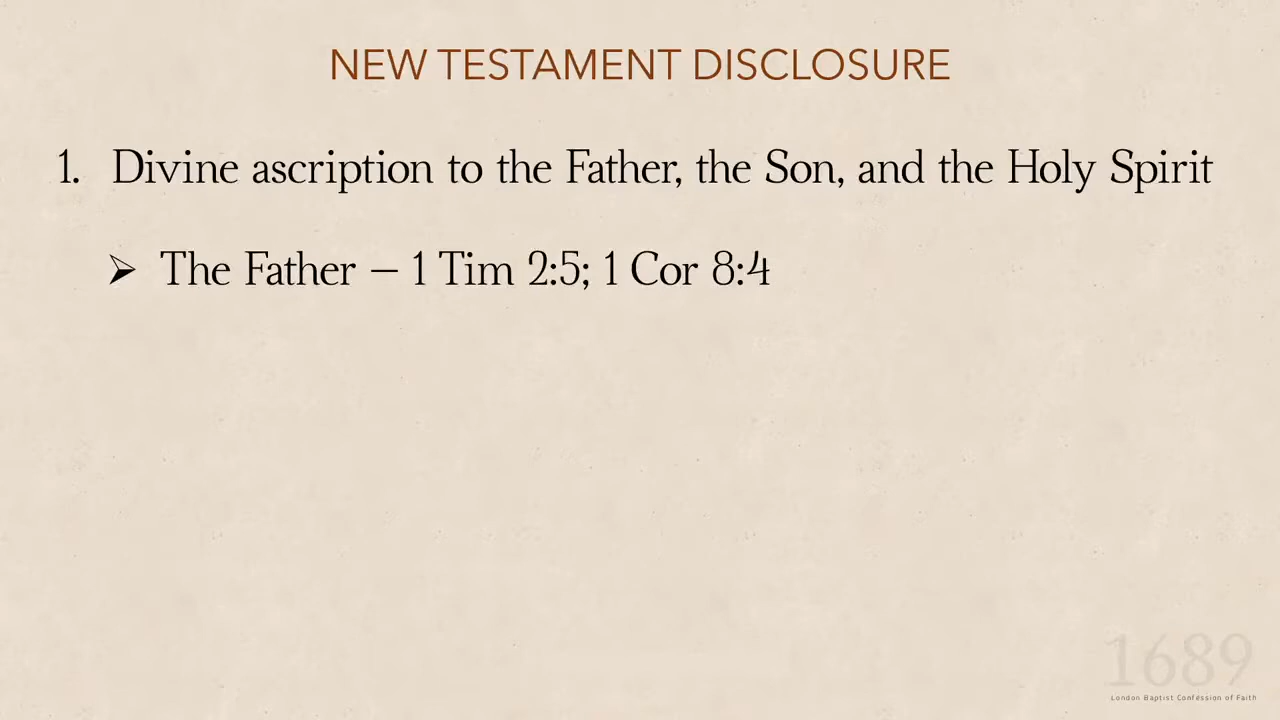 NEW TESTAMENT DISCLOSURE
1. Divine ascription to the Father, the Son, and the Holy Spirit
➢ The Father – 1 Tim 2:5; 1 Cor 8:4
1689
London Baptist Confession of Faith